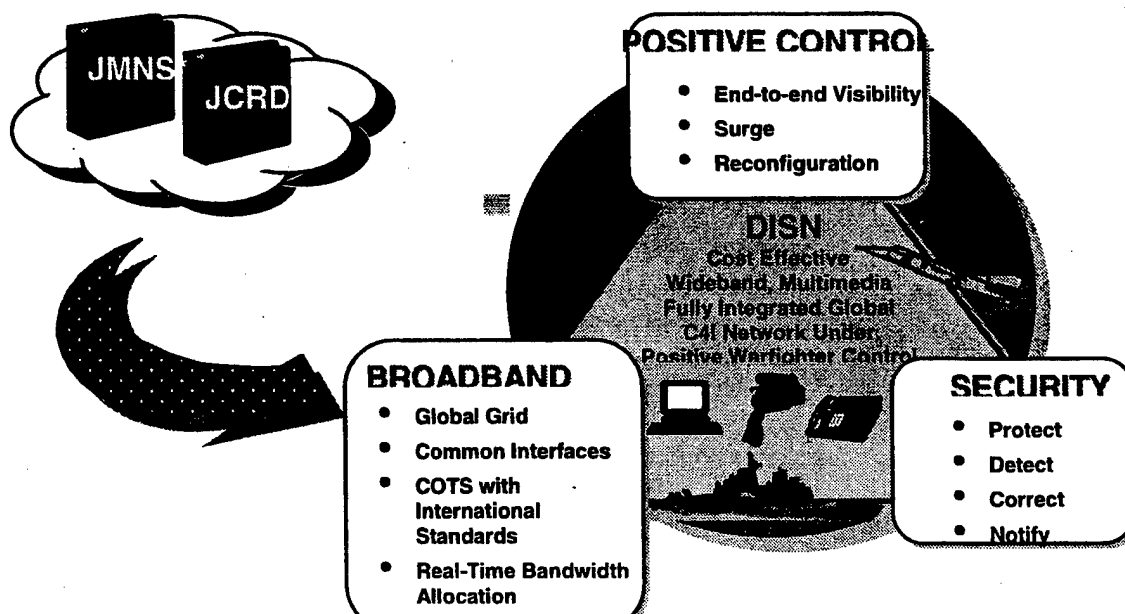 JMNS
JCRD
POSITIVE CONTROL
• End-to-end Visibility
• Surge
• Reconfiguration
DISN
Cost Effective
Wideband, Multimedia
Fully Integrated Global
C4I Network Under
Positive Warfighter Control
BROADBAND
• Global Grid
• Common Interfaces
• COTS with
International
Standards
• Real-Time Bandwidth
Allocation
SECURITY
• Protect
• Detect
• Correct
• Notify